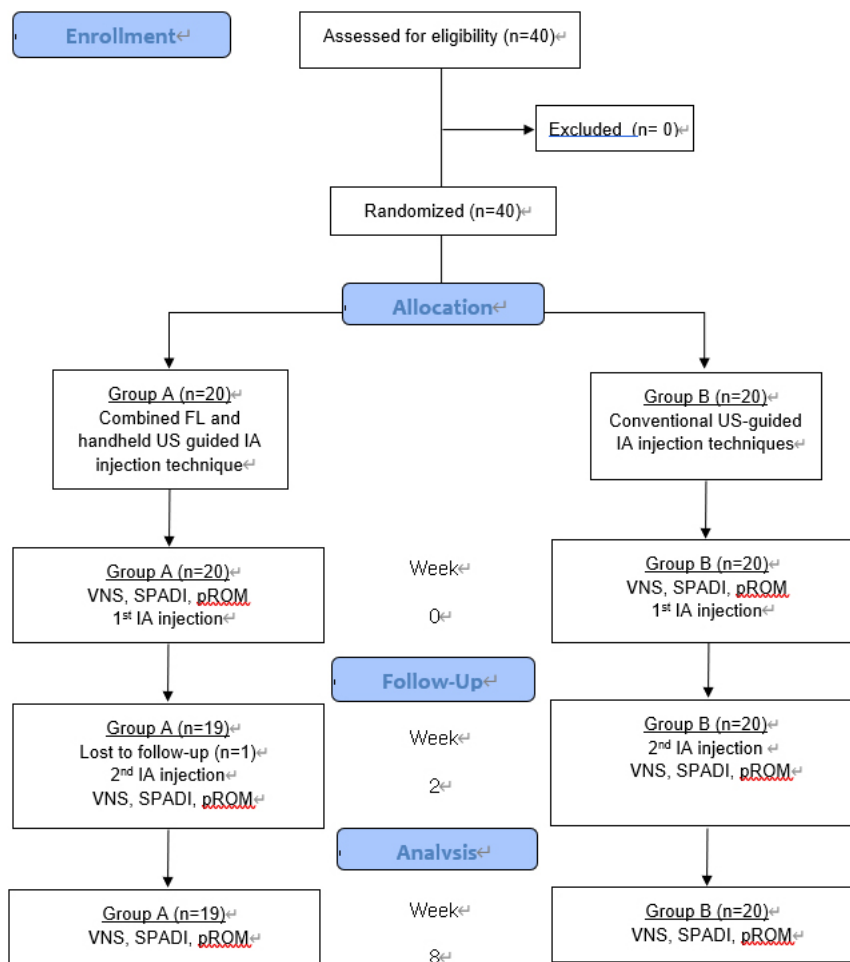 Enrollment
Assessed for eligibility (n=40)
Excluded (n= 0)
Randomized (n=40)
Allocation
Group A (n=20)
Combined FL and
handheld US guided IA
injection technique
Group B (n=20)
Conventional US-guided
IA injection techniques
Group A (n=20)
VNS, SPADI, pROM
1st IA injection
Week
0
Group B (n=20)
VNS, SPADI, pROM
1st IA injection
Follow-Up
Group A (n=19)
Lost to follow-up (n=1)
2nd IA injection
VNS, SPADI, pROM
Week
2
Group B (n=20)
2nd IA injection
VNS, SPADI, pROM
Analysis
Group A (n=19)
VNS, SPADI, pROM
Week
8
Group B (n=20)
VNS, SPADI, pROM